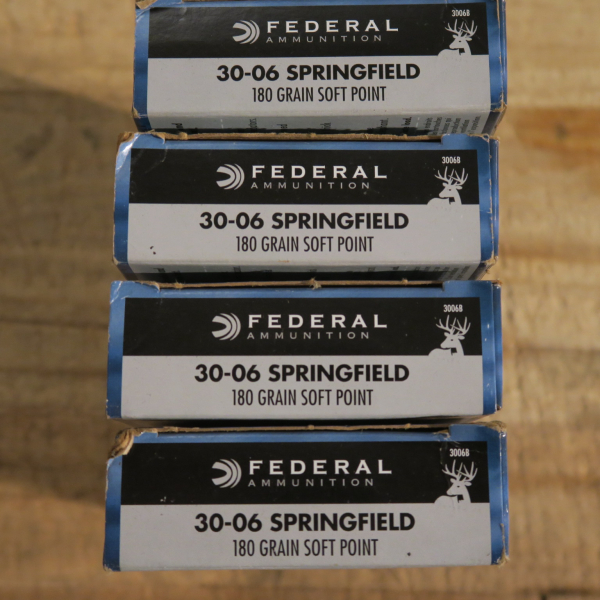 FEDERAL
AMMUNITION
3006B
30-06 SPRINGFIELD
180 GRAIN SOFT POINT
FEDERAL
AMMUNITION
3006B
30-06 SPRINGFIELD
180 GRAIN SOFT POINT
FEDERAL
AMMUNITION
3006B
30-06 SPRINGFIELD
180 GRAIN SOFT POINT
FEDERAL
AMMUNITION
3006B
30-06 SPRINGFIELD
180 GRAIN SOFT POINT